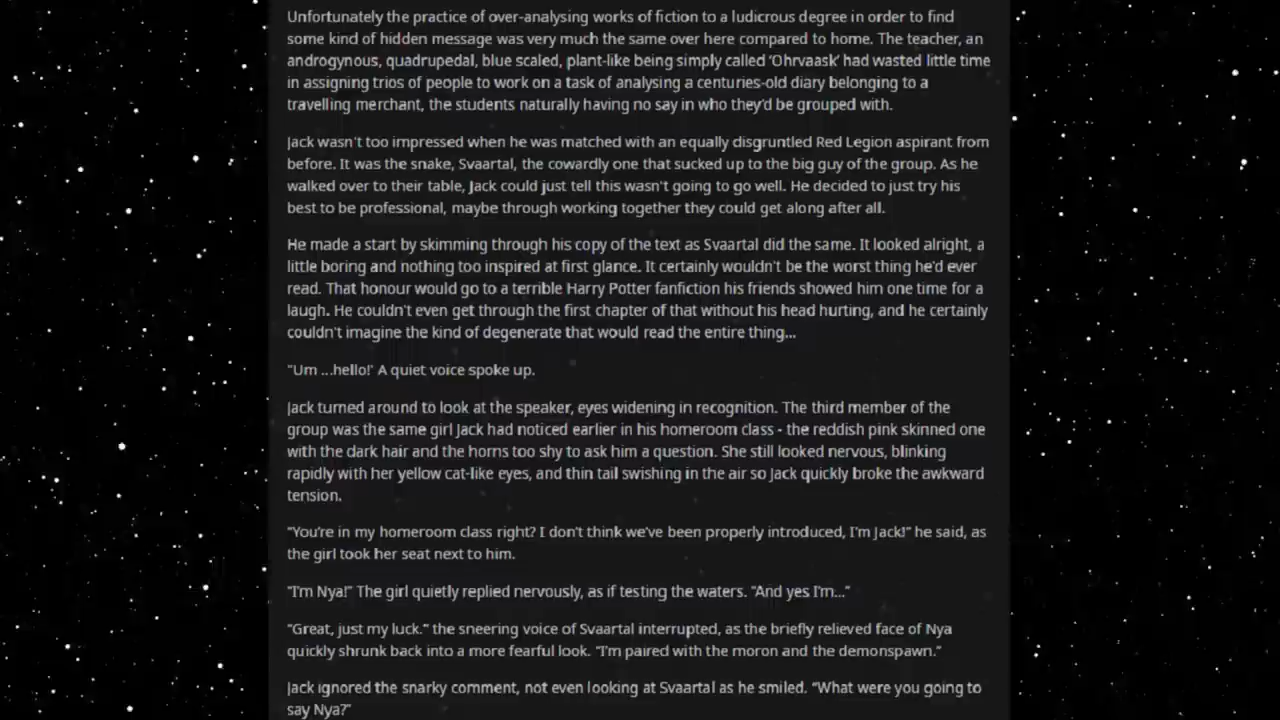 Unfortunately the practice of over-analysing works of fiction to a ludicrous degree in order to find
some kind of hidden message was very much the same over here compared to home. The teacher, an
androgynous, quadrupedal, blue scaled, plant-like being simply called ‘Ohrvaask’ had wasted little time
in assigning trios of people to work on a task of analysing a centuries-old diary belonging to a
travelling merchant, the students naturally having no say in who they'd be grouped with.
Jack wasn't too impressed when he was matched with an equally disgruntled Red Legion aspirant from
before. It was the snake, Svaartal, the cowardly one that sucked up to the big guy of the group. As he
walked over to their table, Jack could just tell this wasn't going to go well. He decided to just try his
best to be professional, maybe through working together they could get along after all.
He made a start by skimming through his copy of the text as Svaartal did the same. It looked alright, a
little boring and nothing too inspired at first glance. It certainly wouldn't be the worst thing he'd ever
read. That honour would go to a terrible Harry Potter fanfiction his friends showed him one time for a
laugh. He couldn't even get through the first chapter of that without his head hurting, and he certainly
couldn't imagine the kind of degenerate that would read the entire thing...
"Um ...hello!' A quiet voice spoke up.
Jack turned around to look at the speaker, eyes widening in recognition. The third member of the
group was the same girl Jack had noticed earlier in his homeroom class - the reddish pink skinned one
with the dark hair and the horns too shy to ask him a question. She still looked nervous, blinking
rapidly with her yellow cat-like eyes, and thin tail swishing in the air so Jack quickly broke the awkward
tension.
"You're in my homeroom class right? I don't think we've been properly introduced, I'm Jack!" he said, as
the girl took her seat next to him.
"I'm Nya!" The girl quietly replied nervously, as if testing the waters. "And yes I'm..."
"Great, just my luck." the sneering voice of Svaartal interrupted, as the briefly relieved face of Nya
quickly shrunk back into a more fearful look. "I'm paired with the moron and the demonspawn."
Jack ignored the snarky comment, not even looking at Svaartal as he smiled. "What were you going to
say Nya?"